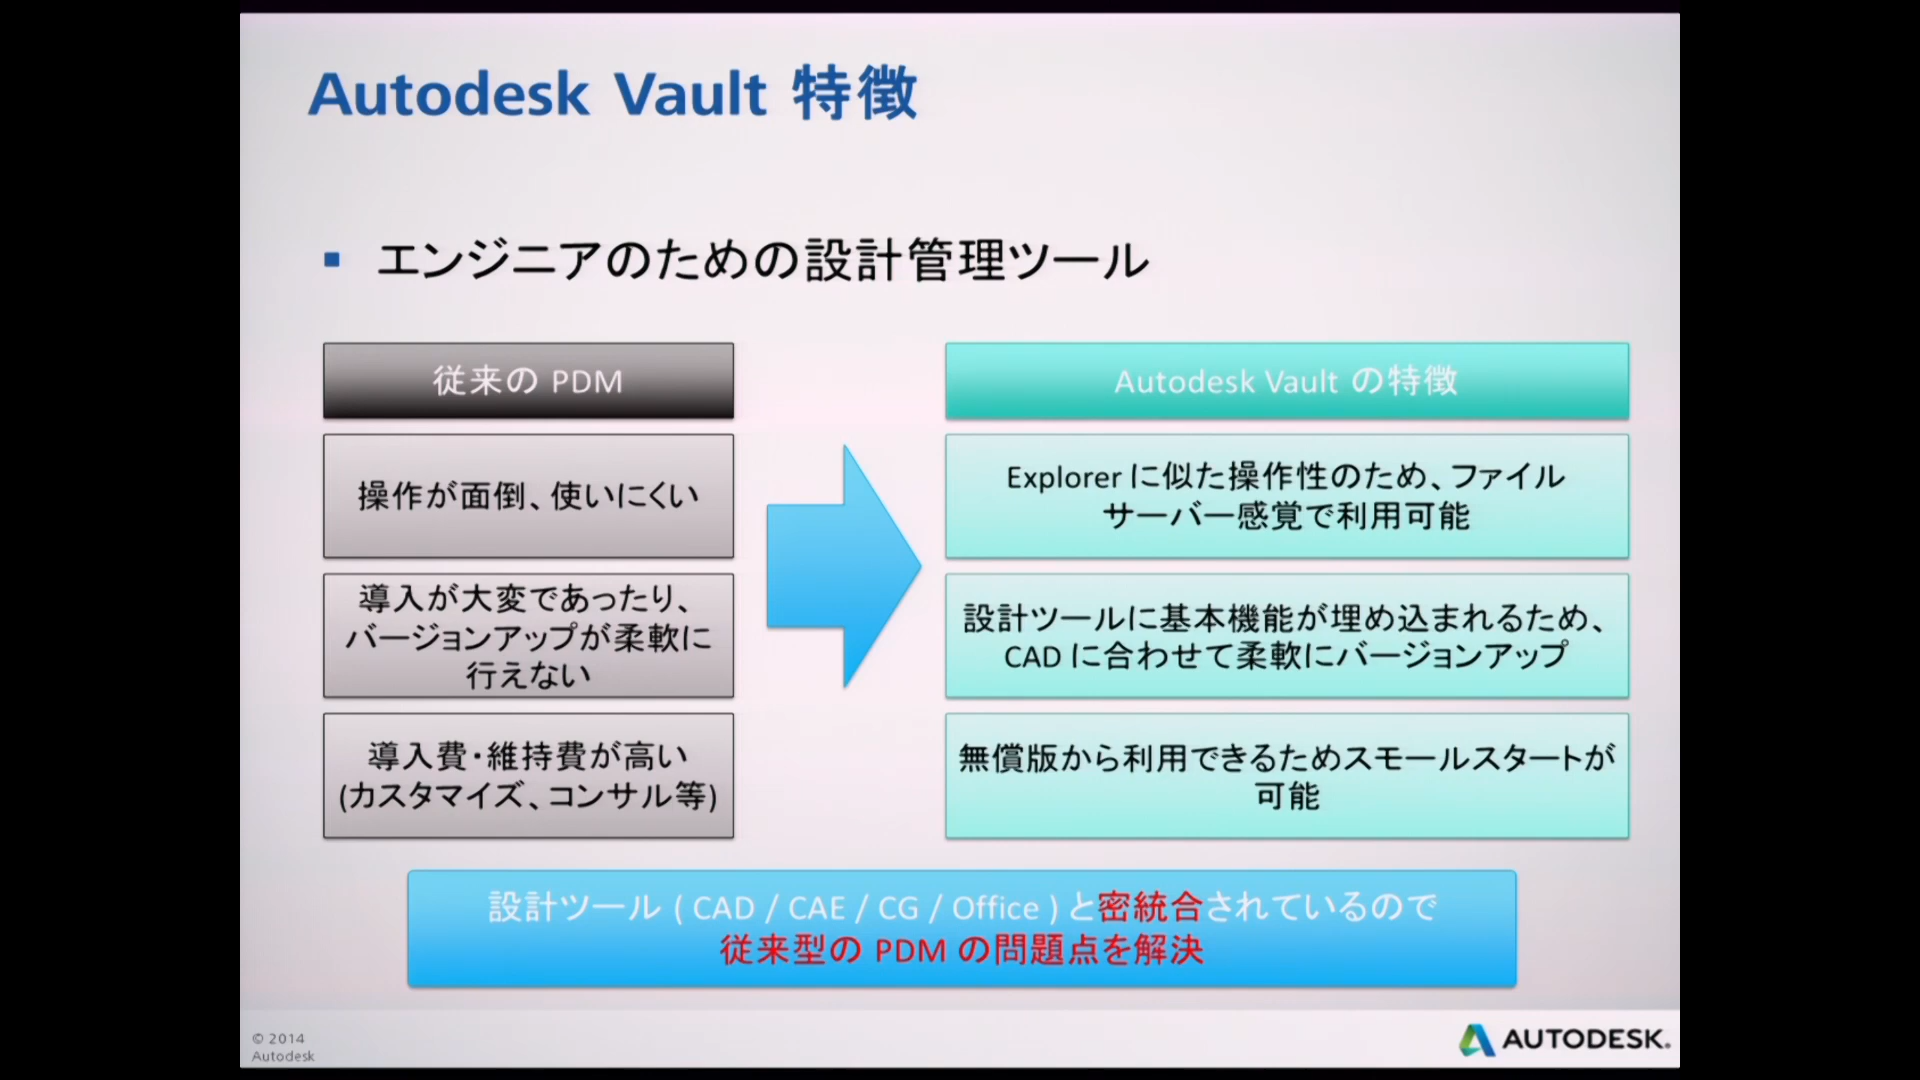 Autodesk Vault 特徴
エンジニアのための設計管理ツール
従来の PDM
操作が面倒、使いにくい
導入が大変であったり、
バージョンアップが柔軟に
行えない
導入費・維持費が高い
(カスタマイズ、コンサル等)
Autodesk Vault の特徴
Explorer に似た操作性のため、ファイル
サーバー感覚で利用可能
設計ツールに基本機能が埋め込まれるため、
CAD に合わせて柔軟にバージョンアップ
無償版から利用できるためスモールスタートが
可能
設計ツール ( CAD / CAE / CG / Office ) と密統合されているので
従来型の PDM の問題点を解決
© 2014
Autodesk
AUTODESK.